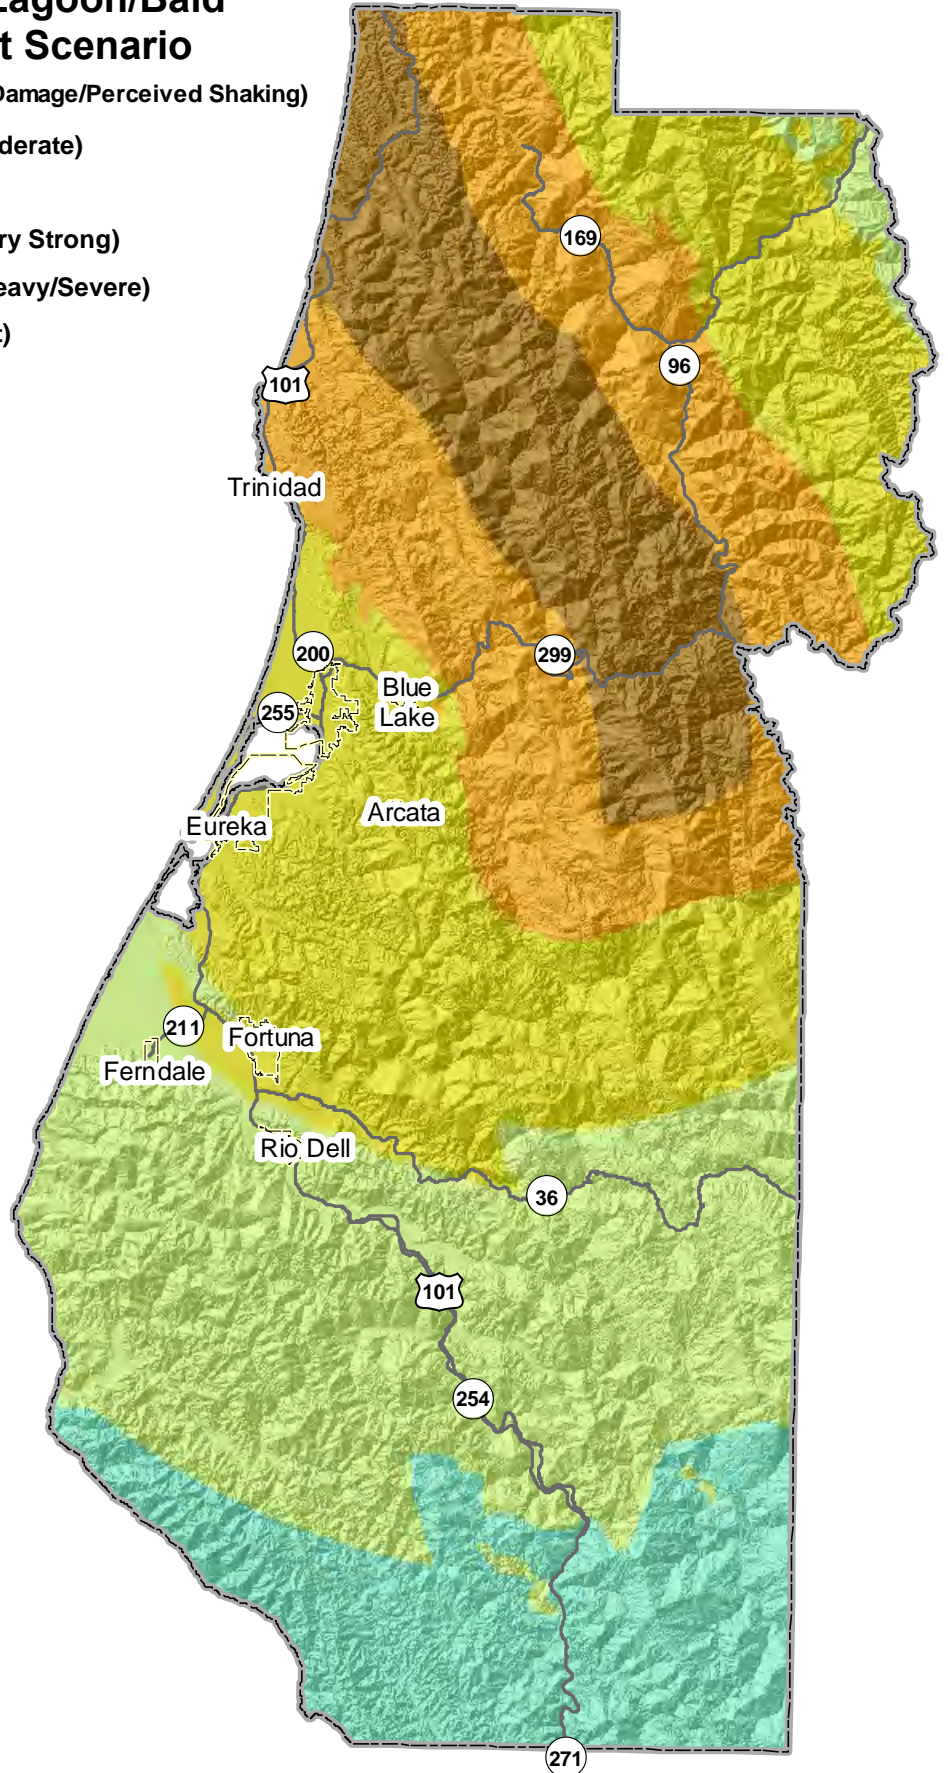 Lagoon/Bald
t Scenario
Damage/Perceived Shaking)
derate)
ry Strong)
eavy/Severe)
t)
169
96
101
Trinidad
200
299
Blue
Lake
255
Arcata
Eureka
211
Fortuna
Ferndale
Rio Dell
36
101
254
271